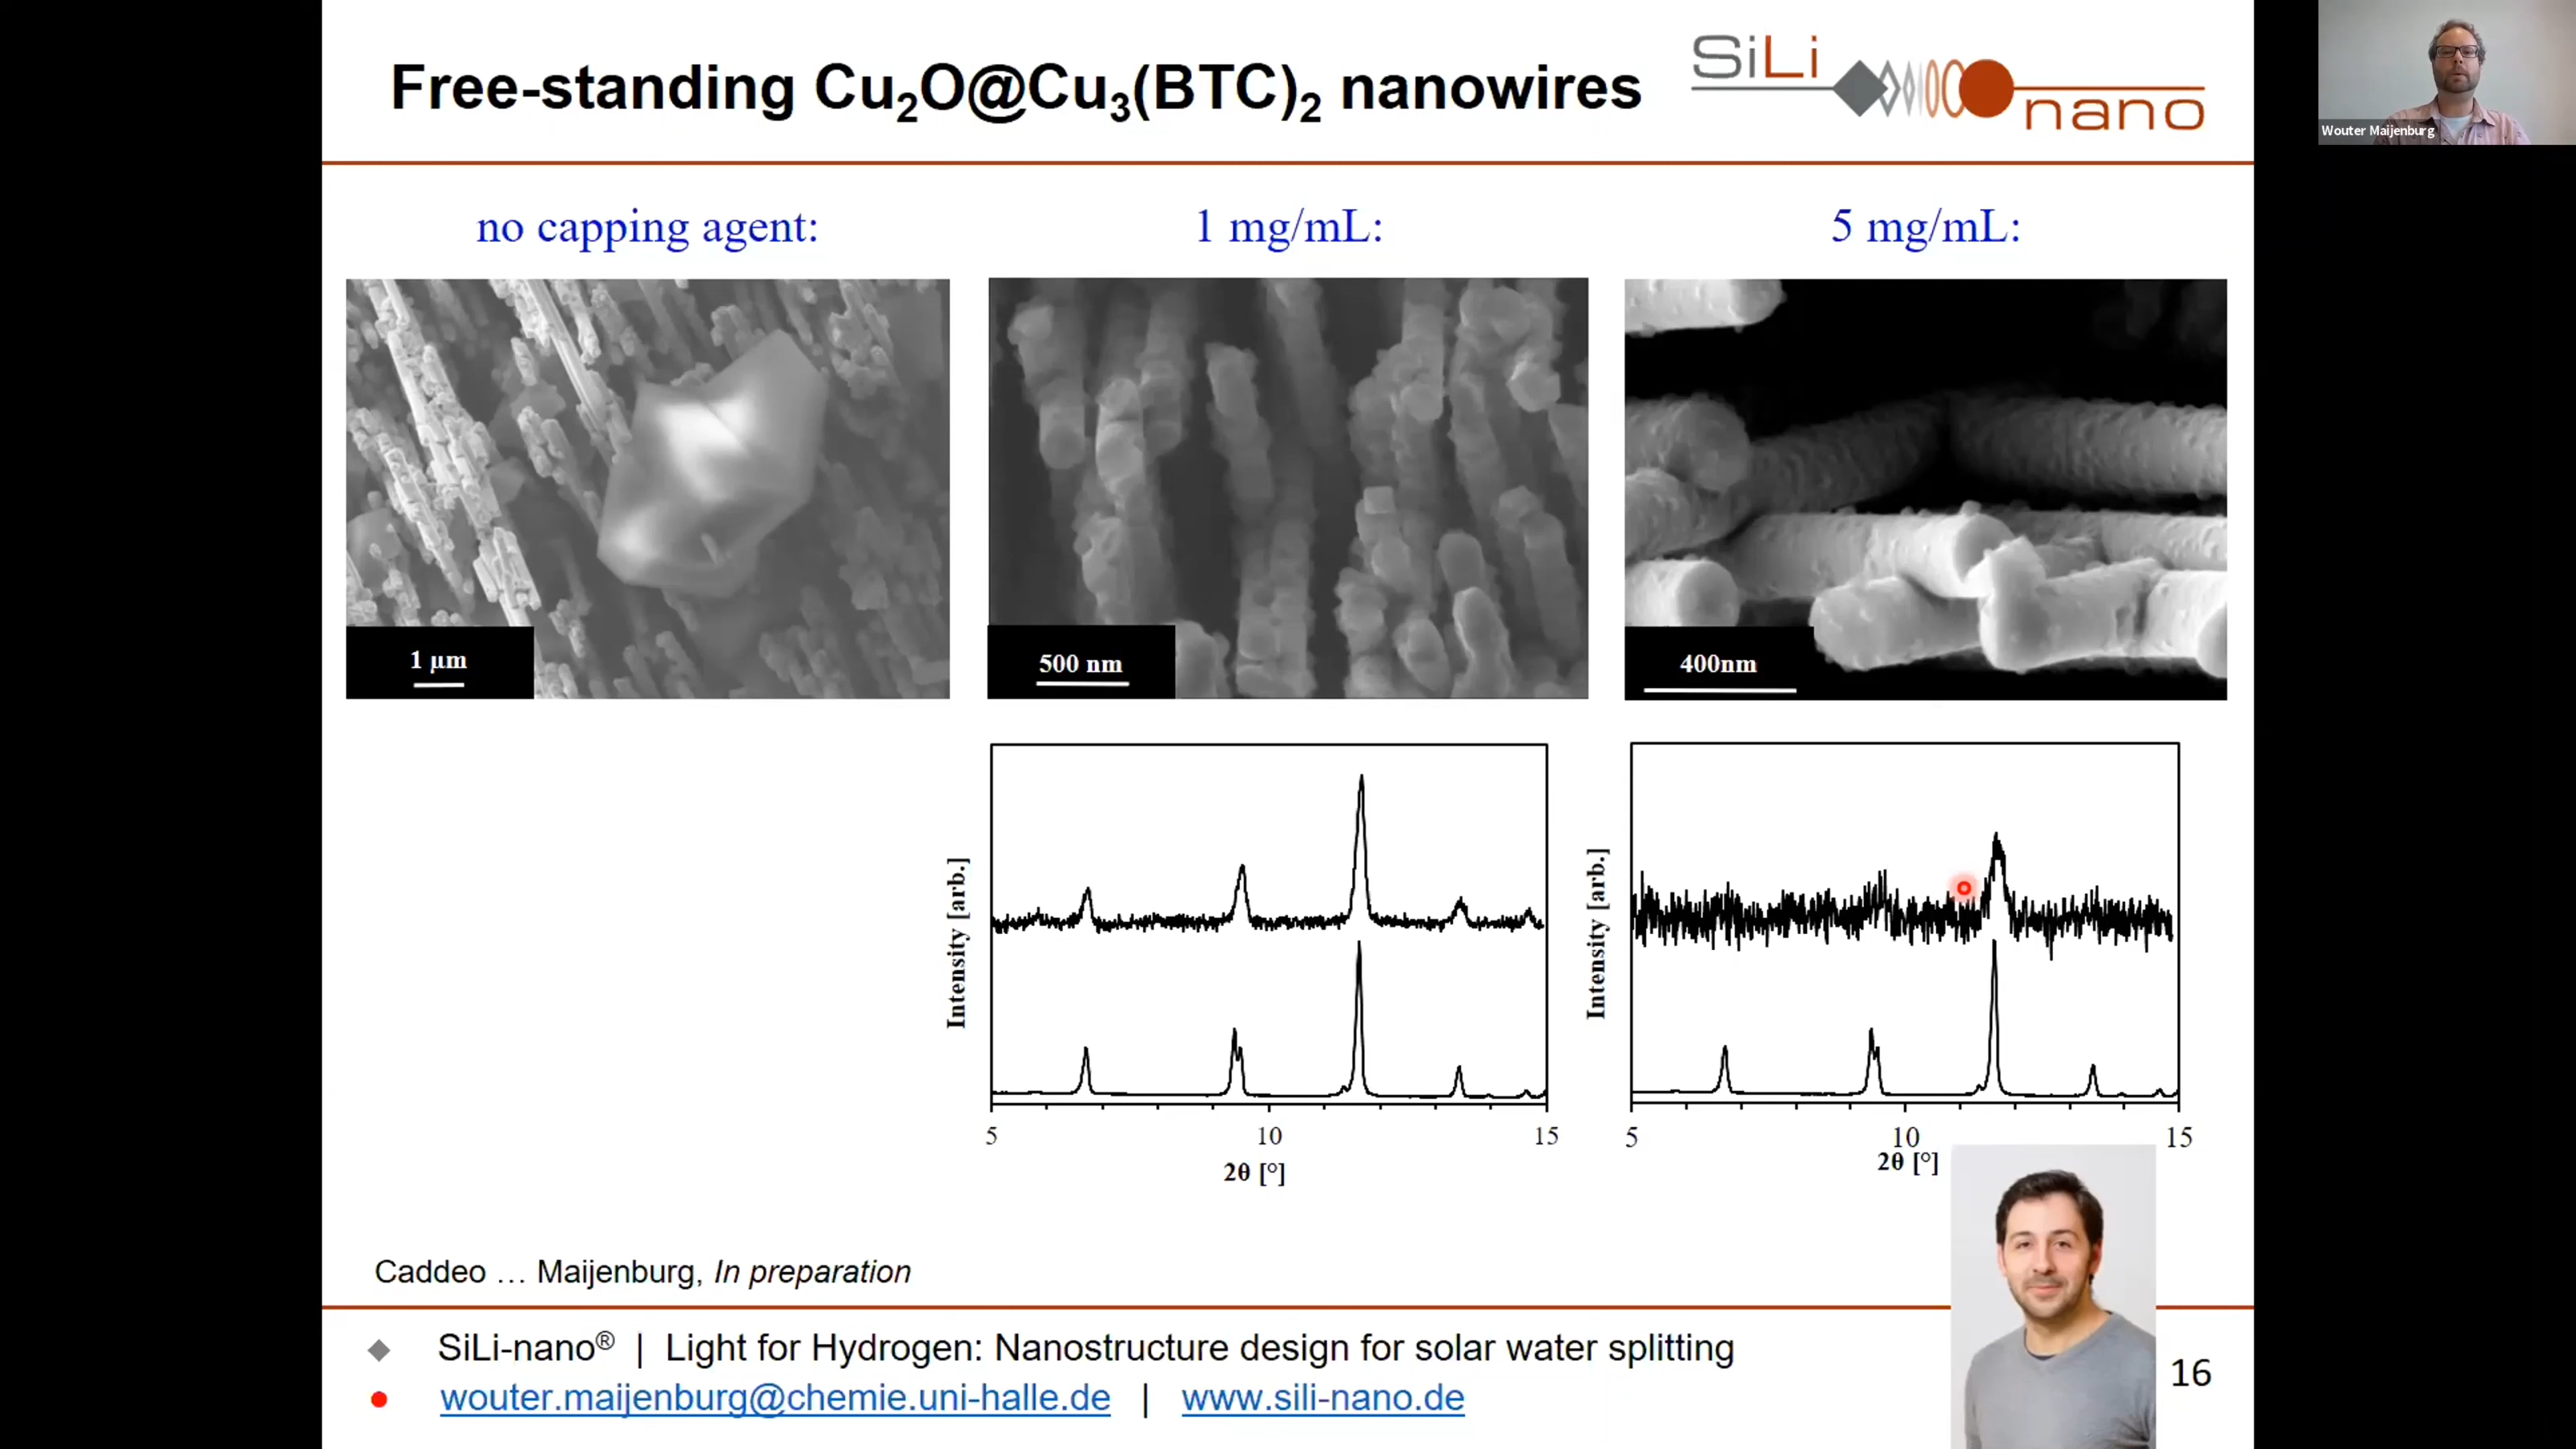 Free-standing Cu₂O@Cu₃(BTC)₂ nanowires
SiLi
nano
Wouter Maijenburg
no capping agent:
1 mg/mL:
5 mg/mL:
1 μm
500 nm
400nm
Intensity [arb.]
5
10
15
2θ [°]
Intensity [arb.]
5
10
15
2θ [°]
Caddeo … Maijenburg, In preparation
SiLi-nano® | Light for Hydrogen: Nanostructure design for solar water splitting
wouter.maijenburg@chemie.uni-halle.de | www.sili-nano.de
16